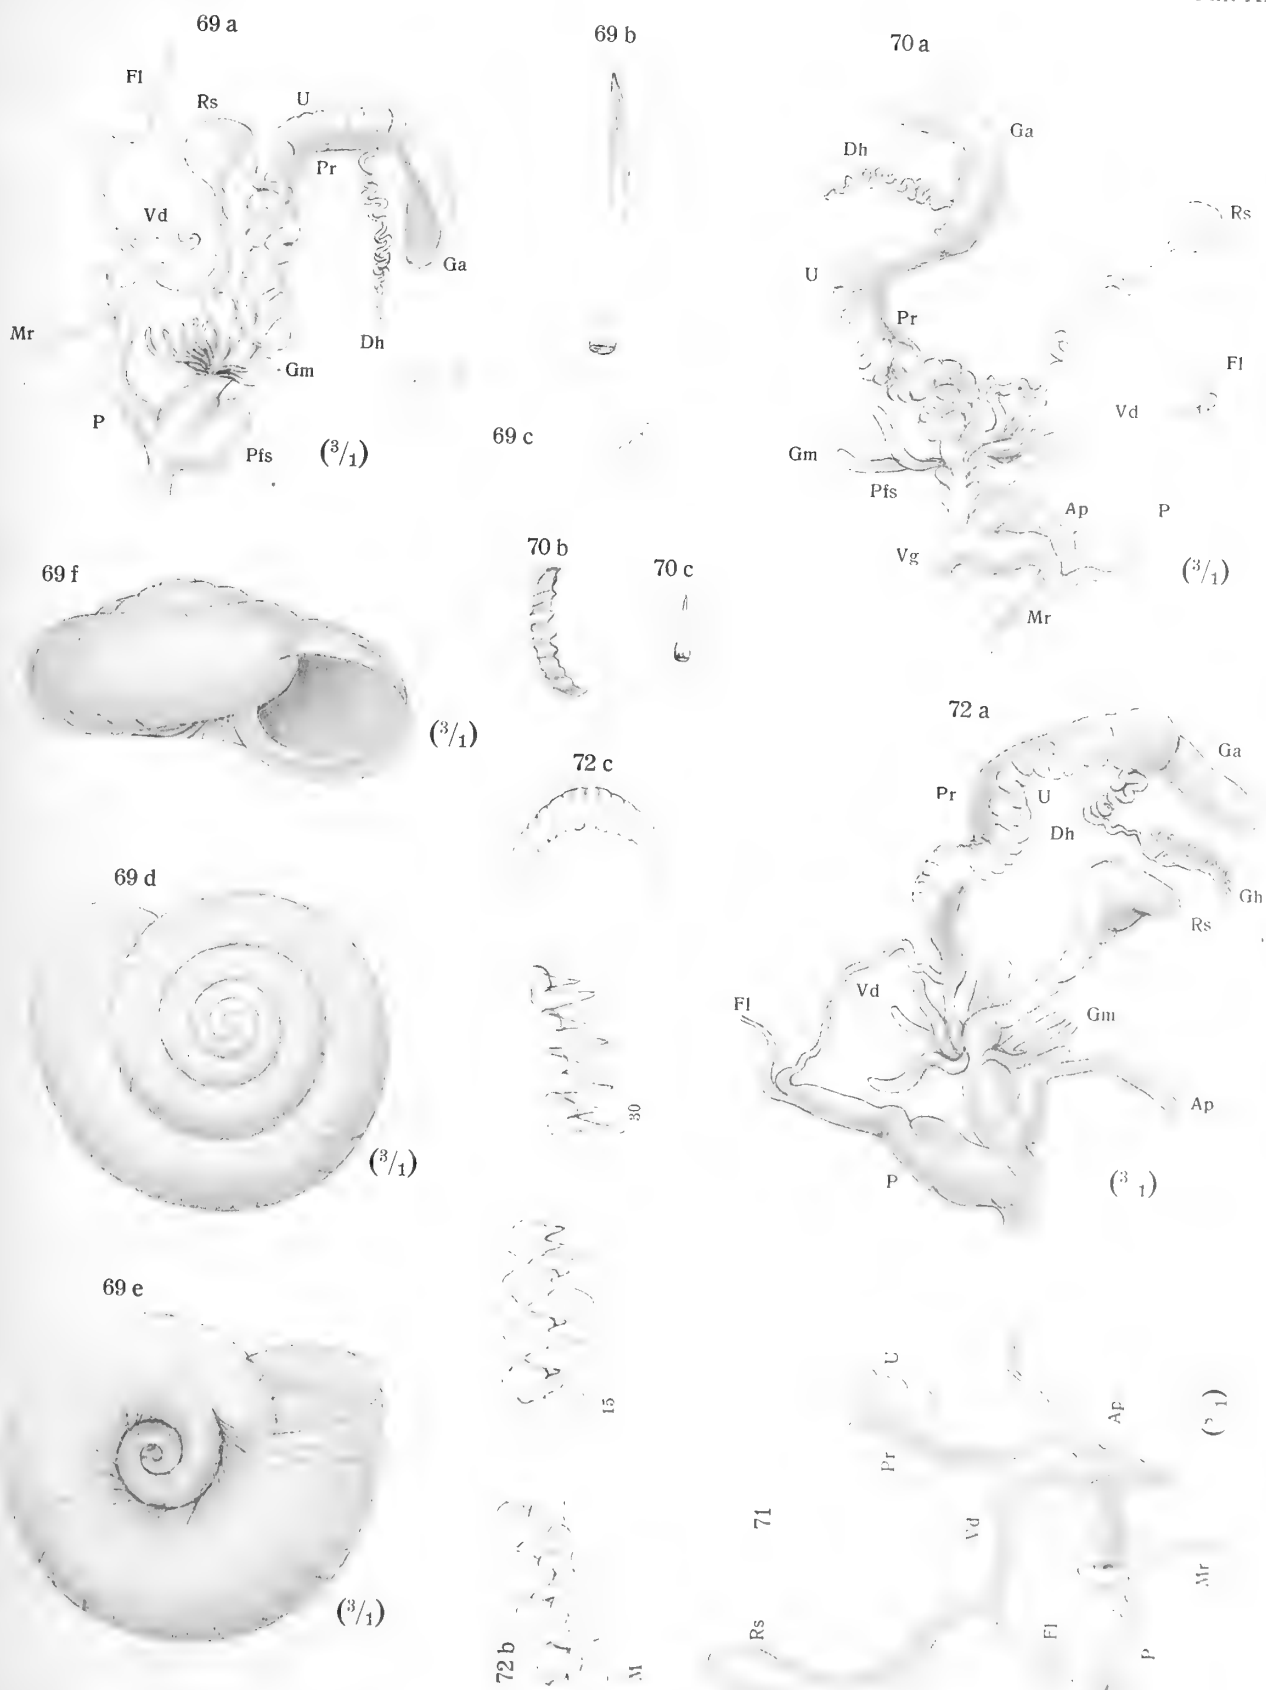 69 a
69 b
70 a
Fl
Rs
U
Pr
Vd
Ga
Mr
Dh
Gm
P
Pfs
(3/1)
69 c
Ga
Dh
Rs
U
Pr
Fl
Vd
Gm
Pfs
Ap
P
Vg
(3/1)
Mr
69 f
(3/1)
70 b
70 c
72 c
72 a
Ga
Pr
U
Dh
Gh
Rs
Vd
Fl
Gm
Ap
P
(3 1)
69 d
(3/1)
30
15
69 e
(3/1)
72 b
M
71
U
Pr
Ap
Vd
Mr
Rs
Fl
P